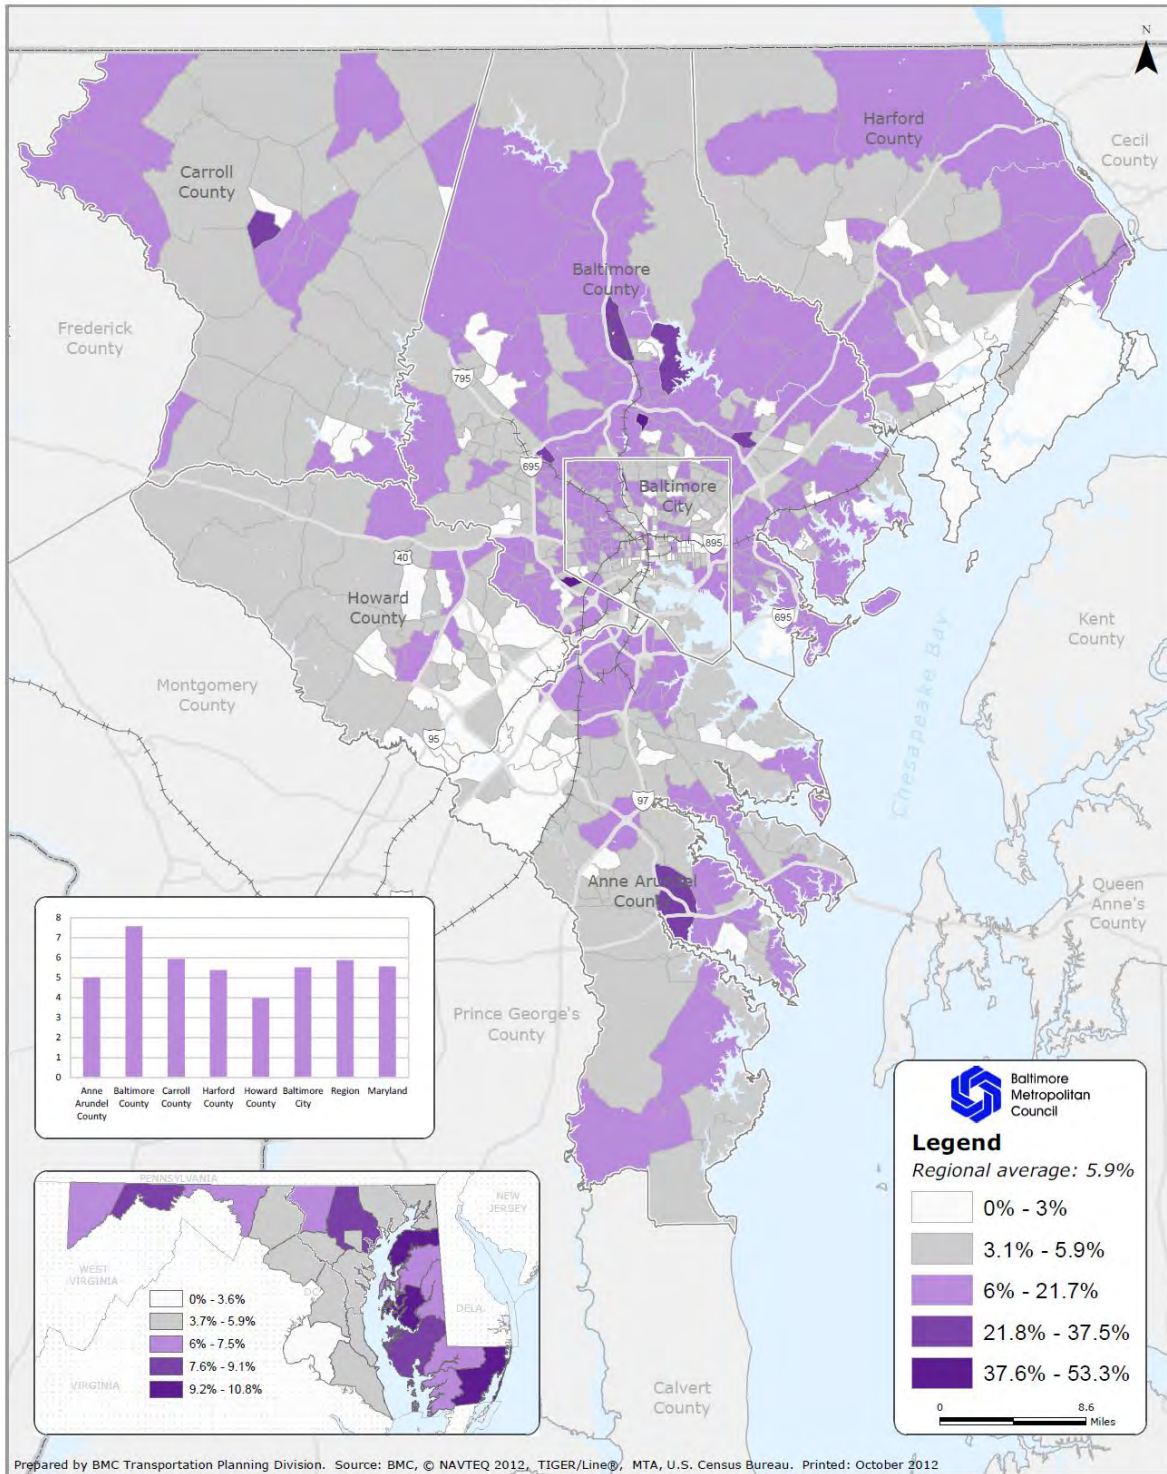 N
Harford
County
Cecil
County
Carroll
County
Baltimore
County
Frederick
County
795
695
Baltimore
City
895
40
Howard
County
695
Kent
County
Montgomery
County
95
Chesapeake Bay
97
Anne Arundel
County
Queen
Anne's
County
Prince George's
County
Calvert
County
8
7
6
5
4
3
2
1
0
Anne
Arundel
County
Baltimore
County
Carroll
County
Harford
County
Howard
County
Baltimore
City
Region
Maryland
PENNSYLVANIA
NEW
JERSEY
WEST
VIRGINIA
DC
DELA.
VIRGINIA
0% - 3.6%
3.7% - 5.9%
6% - 7.5%
7.6% - 9.1%
9.2% - 10.8%
Baltimore
Metropolitan
Council
Legend
Regional average: 5.9%
0% - 3%
3.1% - 5.9%
6% - 21.7%
21.8% - 37.5%
37.6% - 53.3%
0 8.6
Miles
Prepared by BMC Transportation Planning Division. Source: BMC, © NAVTEQ 2012, TIGER/Line®, MTA, U.S. Census Bureau. Printed: October 2012